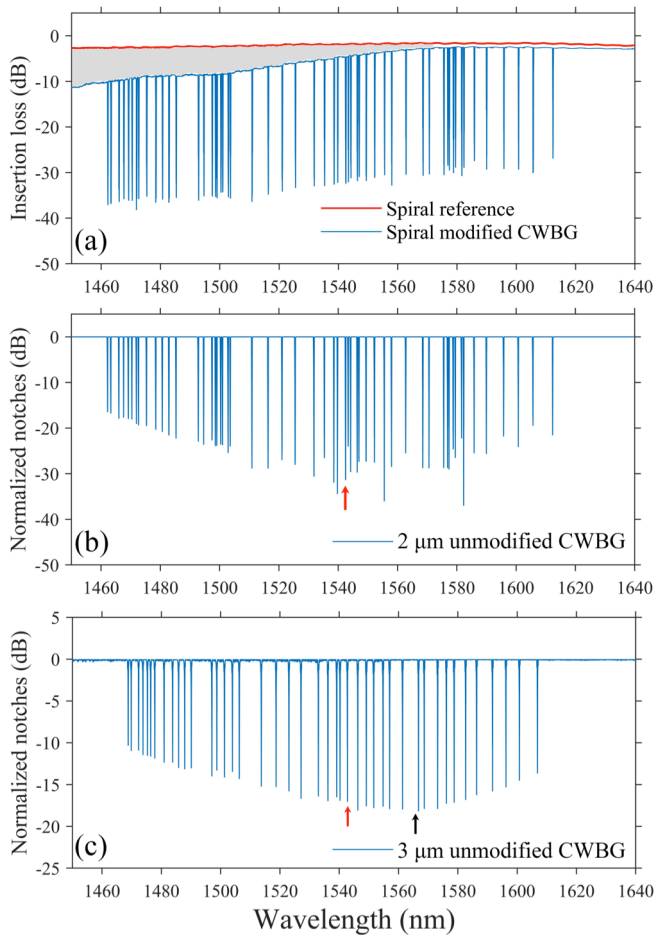 0
-10
-20
-30
-40
-50
Insertion loss (dB)
(a)
Spiral reference
Spiral modified CWBG
1460 1480 1500 1520 1540 1560 1580 1600 1620 1640
0
-10
-20
-30
-40
-50
Normalized notches (dB)
(b)
2 μm unmodified CWBG
1460 1480 1500 1520 1540 1560 1580 1600 1620 1640
5
0
-5
-10
-15
-20
-25
Normalized notches (dB)
(c)
3 μm unmodified CWBG
1460 1480 1500 1520 1540 1560 1580 1600 1620 1640
Wavelength (nm)